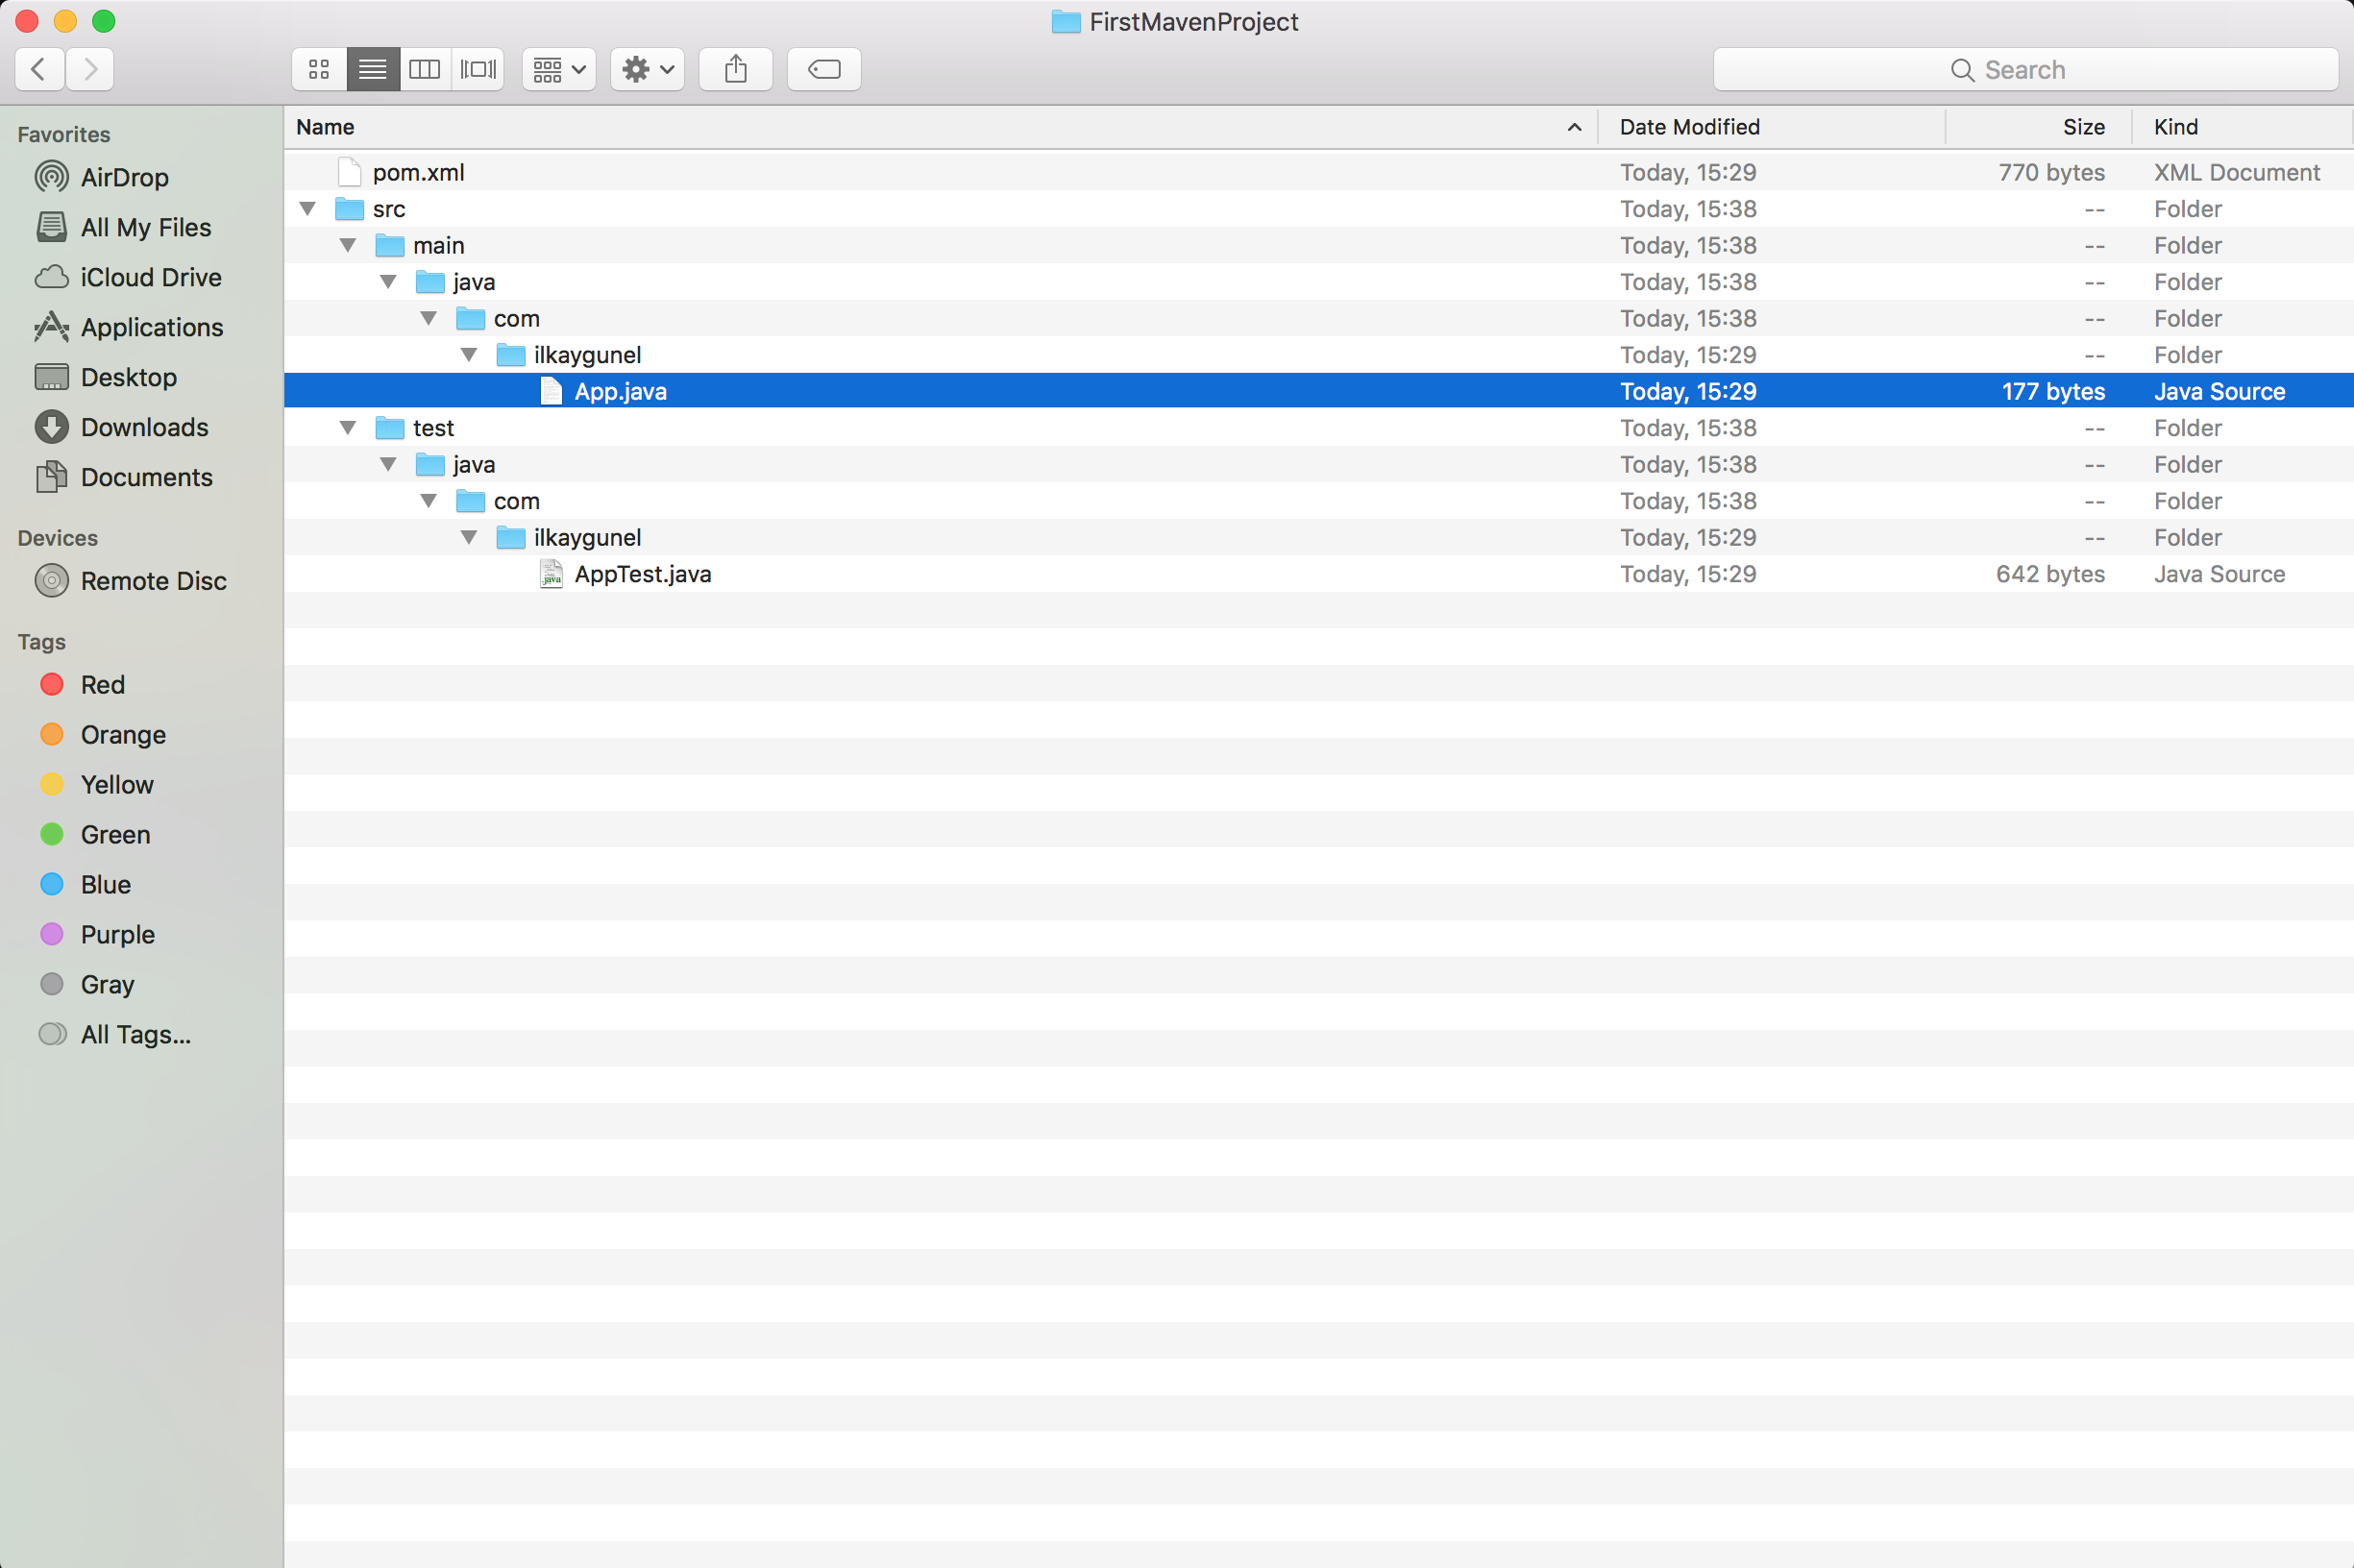 FirstMavenProject
Search
Favorites
AirDrop
All My Files
iCloud Drive
Applications
Desktop
Downloads
Documents
Devices
Remote Disc
Tags
Red
Orange
Yellow
Green
Blue
Purple
Gray
All Tags...
Name Date Modified Size Kind
pom.xml Today, 15:29 770 bytes XML Document
src Today, 15:38 -- Folder
main Today, 15:38 -- Folder
java Today, 15:38 -- Folder
com Today, 15:38 -- Folder
ilkaygunel Today, 15:29 -- Folder
App.java Today, 15:29 177 bytes Java Source
test Today, 15:38 -- Folder
java Today, 15:38 -- Folder
com Today, 15:38 -- Folder
ilkaygunel Today, 15:29 -- Folder
AppTest.java Today, 15:29 642 bytes Java Source